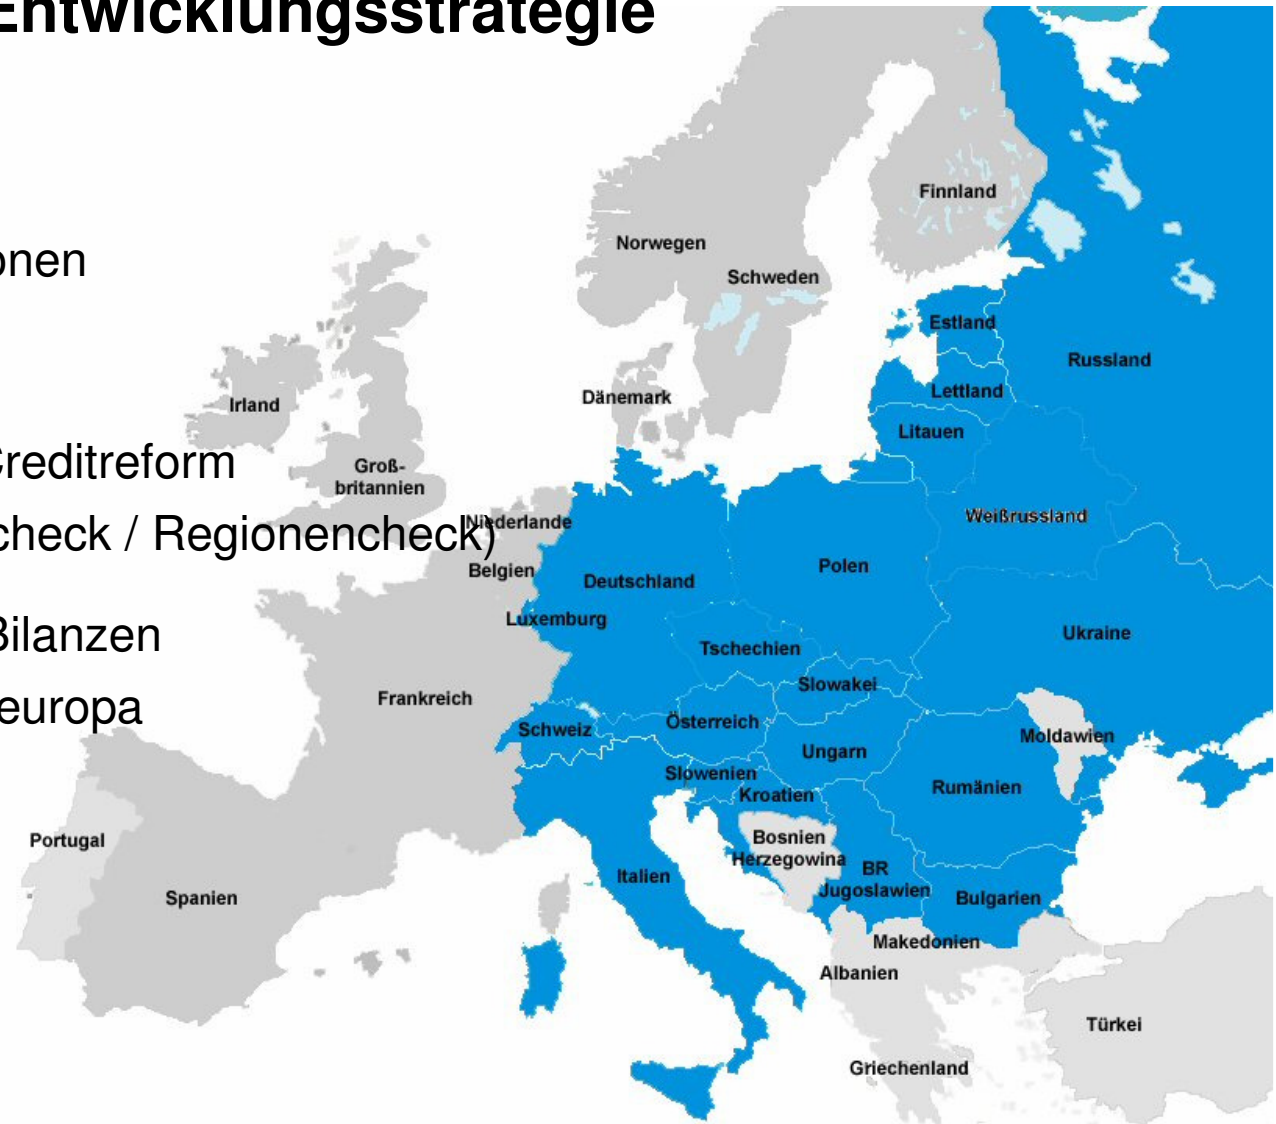 Entwicklungsstrategie
onen
Creditreform
check / Regionencheck)
Bilanzen
europa
Finnland
Norwegen
Schweden
Estland
Russland
Lettland
Dänemark
Irland
Litauen
Groß-
britannien
Niederlande
Weißrussland
Belgien
Deutschland
Polen
Luxemburg
Ukraine
Tschechien
Slowakei
Frankreich
Schweiz
Österreich
Moldawien
Ungarn
Slowenien
Kroatien
Rumänien
Portugal
Bosnien
Herzegowina
BR
Jugoslawien
Italien
Spanien
Bulgarien
Makedonien
Albanien
Türkei
Griechenland